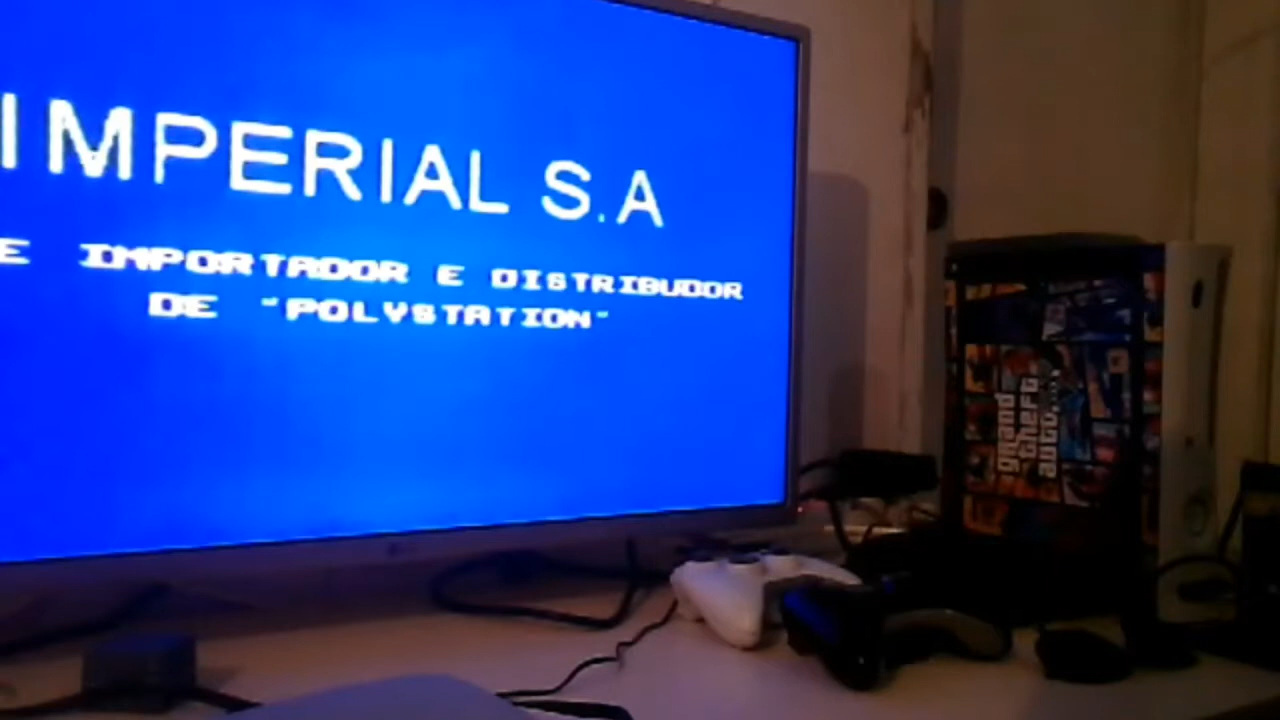 IMPERIAL S.A
E IMPORTADOR E DISTRIBUDOR
DE "POLYSTATION"
grand
theft
auto